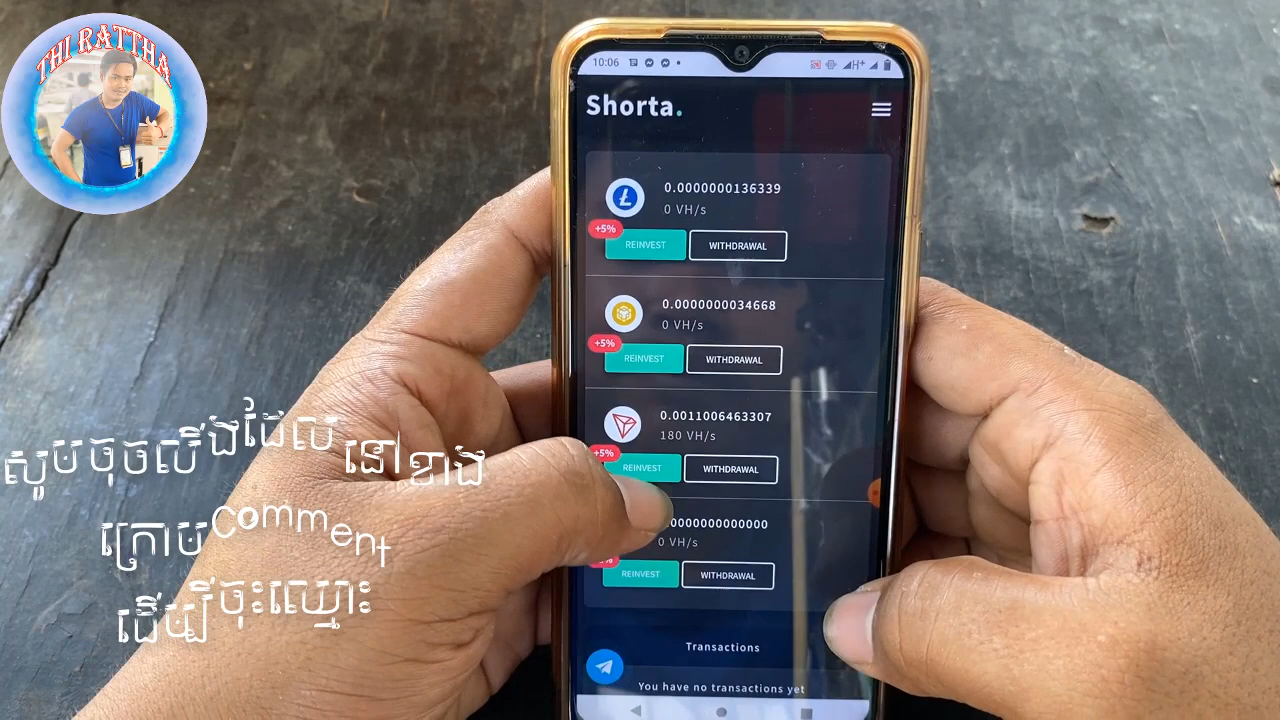 THI RATTHA
10:06
H+
Shorta.
0.0000000136339
0 VH/s
+5%
REINVEST
WITHDRAWAL
0.0000000034668
0 VH/s
+5%
REINVEST
WITHDRAWAL
0.0011006463307
180 VH/s
+5%
REINVEST
WITHDRAWAL
.0000000000000
0 VH/s
REINVEST
WITHDRAWAL
Transactions
You have no transactions yet
សូមចុចលើងដែល នៅខាង
ក្រោមcomment
ដើម្បីចុះឈ្មោះ